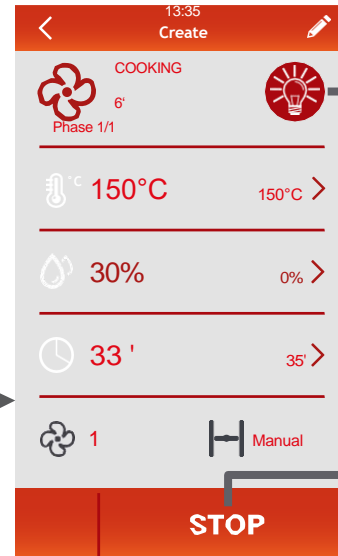 13:35
Create
COOKING
6'
Phase 1/1
°C 150°C 150°C
30% 0%
33 ' 35'
1 Manual
STOP